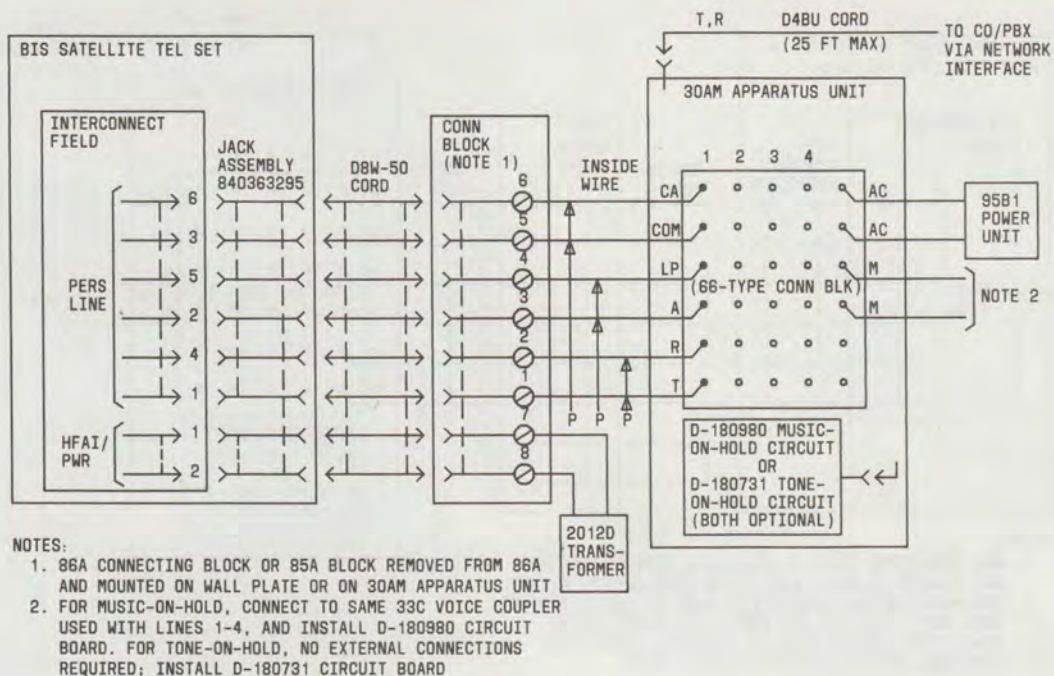 T,R D4BU CORD
(25 FT MAX)
TO CO/PBX
VIA NETWORK
INTERFACE
BIS SATELLITE TEL SET
30AM APPARATUS UNIT
INTERCONNECT
FIELD
JACK
ASSEMBLY
840363295
D8W-50
CORD
CONN
BLOCK
(NOTE 1)
INSIDE
WIRE
1 2 3 4
6 6 CA AC
3 5 COM AC
5 4 LP M
(66-TYPE CONN BLK)
2 3 A M
4 2 R
1 1 T
1 7
2 8
PERS
LINE
HFAI/
PWR
P P P
95B1
POWER
UNIT
NOTE 2
D-180980 MUSIC-
ON-HOLD CIRCUIT
OR
D-180731 TONE-
ON-HOLD CIRCUIT
(BOTH OPTIONAL)
2012D
TRANS-
FORMER
NOTES:
1. 86A CONNECTING BLOCK OR 85A BLOCK REMOVED FROM 86A
AND MOUNTED ON WALL PLATE OR ON 30AM APPARATUS UNIT
2. FOR MUSIC-ON-HOLD, CONNECT TO SAME 33C VOICE COUPLER
USED WITH LINES 1-4, AND INSTALL D-180980 CIRCUIT
BOARD. FOR TONE-ON-HOLD, NO EXTERNAL CONNECTIONS
REQUIRED; INSTALL D-180731 CIRCUIT BOARD